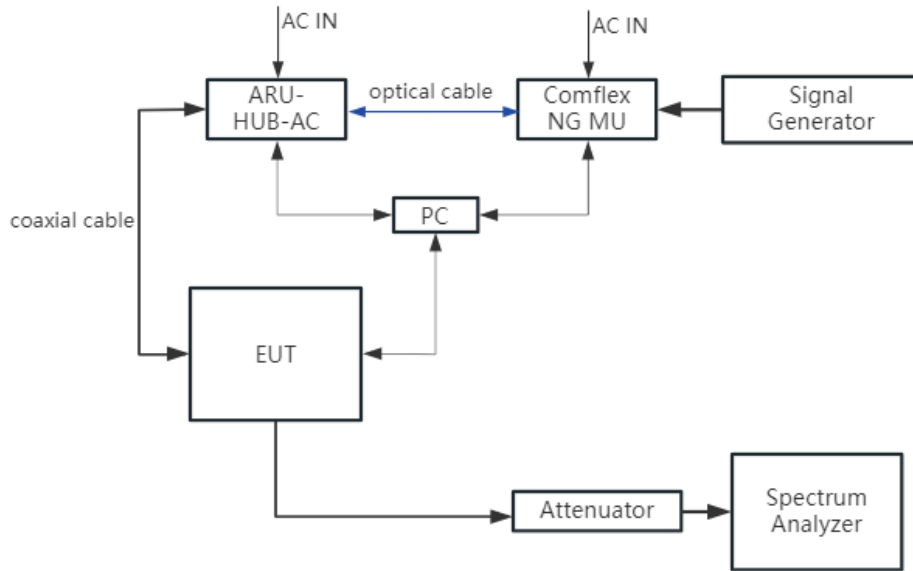 AC IN
AC IN
ARU-
HUB-AC
optical cable
Comflex
NG MU
Signal
Generator
PC
coaxial cable
EUT
Attenuator
Spectrum
Analyzer